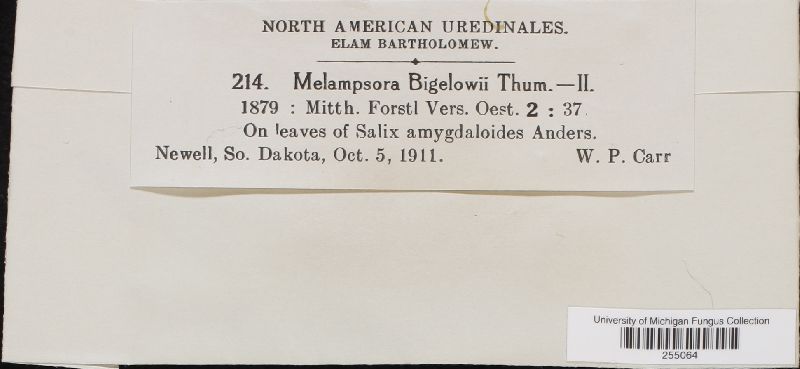 NORTH AMERICAN UREDINALES.
ELAM BARTHOLOMEW.
214. Melampsora Bigelowii Thum.—II.
1879 : Mitth. Forstl Vers. Oest. 2 : 37.
On leaves of Salix amygdaloides Anders.
Newell, So. Dakota, Oct. 5, 1911. W. P. Carr
University of Michigan Fungus Collection
255064